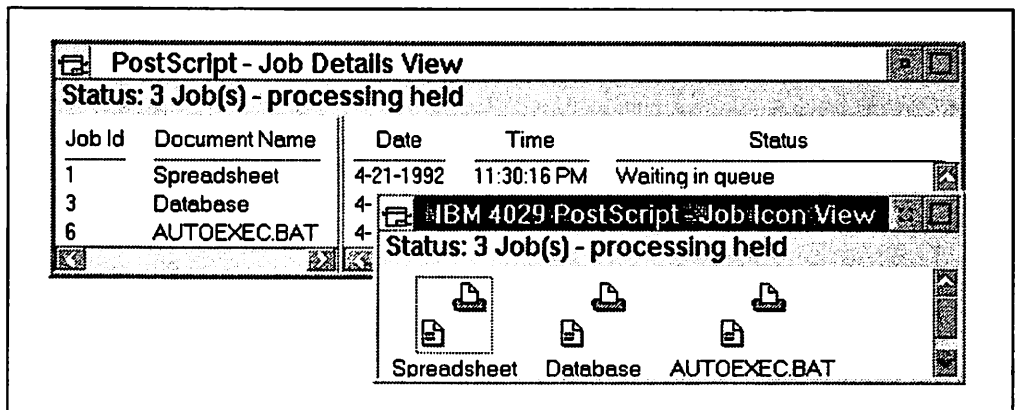 PostScript - Job Details View
Status: 3 Job(s) - processing held
Job Id Document Name Date Time Status
1 Spreadsheet 4-21-1992 11:30:16 PM Waiting in queue
3 Database 4-
6 AUTOEXEC.BAT 4-
IBM 4029 PostScript - Job Icon View
Status: 3 Job(s) - processing held
Spreadsheet Database AUTOEXEC.BAT